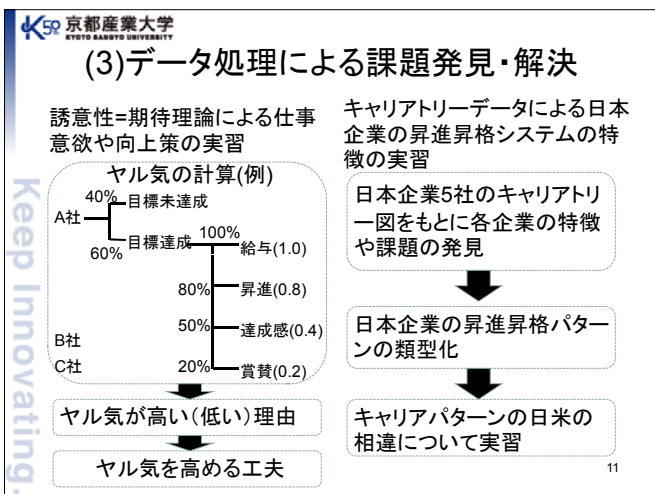 50th 京都産業大学
KYOTO SANGYO UNIVERSITY
(3)データ処理による課題発見・解決
誘意性=期待理論による仕事
意欲や向上策の実習
ヤル気の計算(例)
40%
目標未達成
A社
目標達成
60%
100%
給与(1.0)
80%
昇進(0.8)
50%
達成感(0.4)
B社
C社
20%
賞賛(0.2)
ヤル気が高い(低い)理由
ヤル気を高める工夫
キャリアトリーデータによる日本
企業の昇進昇格システムの特
徴の実習
日本企業5社のキャリアトリ
ー図をもとに各企業の特徴
や課題の発見
日本企業の昇進昇格パター
ンの類型化
キャリアパターンの日米の
相違について実習
11
Keep Innovating.